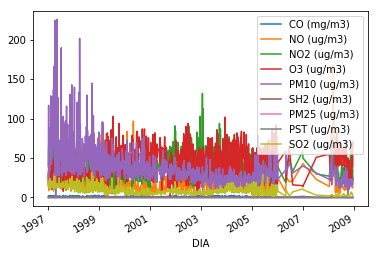 CO (mg/m3)
NO (ug/m3)
NO2 (ug/m3)
O3 (ug/m3)
PM10 (ug/m3)
SH2 (ug/m3)
PM25 (ug/m3)
PST (ug/m3)
SO2 (ug/m3)
200
150
100
50
0
1997 1999 2001 2003 2005 2007 2009
DIA